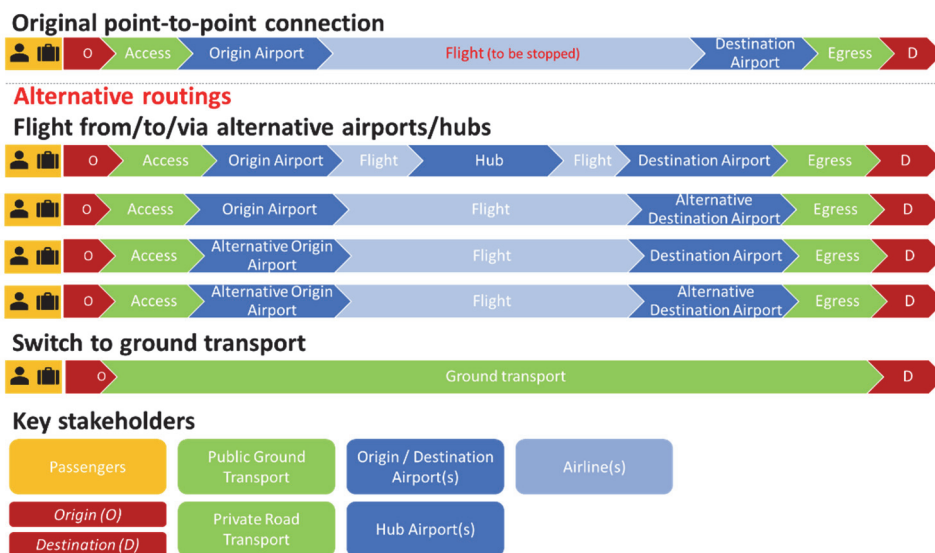 Original point-to-point connection
O Access Origin Airport Flight (to be stopped) Destination Airport Egress D
Alternative routings
Flight from/to/via alternative airports/hubs
O Access Origin Airport Flight Hub Flight Destination Airport Egress D
O Access Origin Airport Flight Alternative Destination Airport Egress D
O Access Alternative Origin Airport Flight Destination Airport Egress D
O Access Alternative Origin Airport Flight Alternative Destination Airport Egress D
Switch to ground transport
O Ground transport D
Key stakeholders
Passengers
Public Ground Transport
Origin / Destination Airport(s)
Airline(s)
Origin (O)
Destination (D)
Private Road Transport
Hub Airport(s)